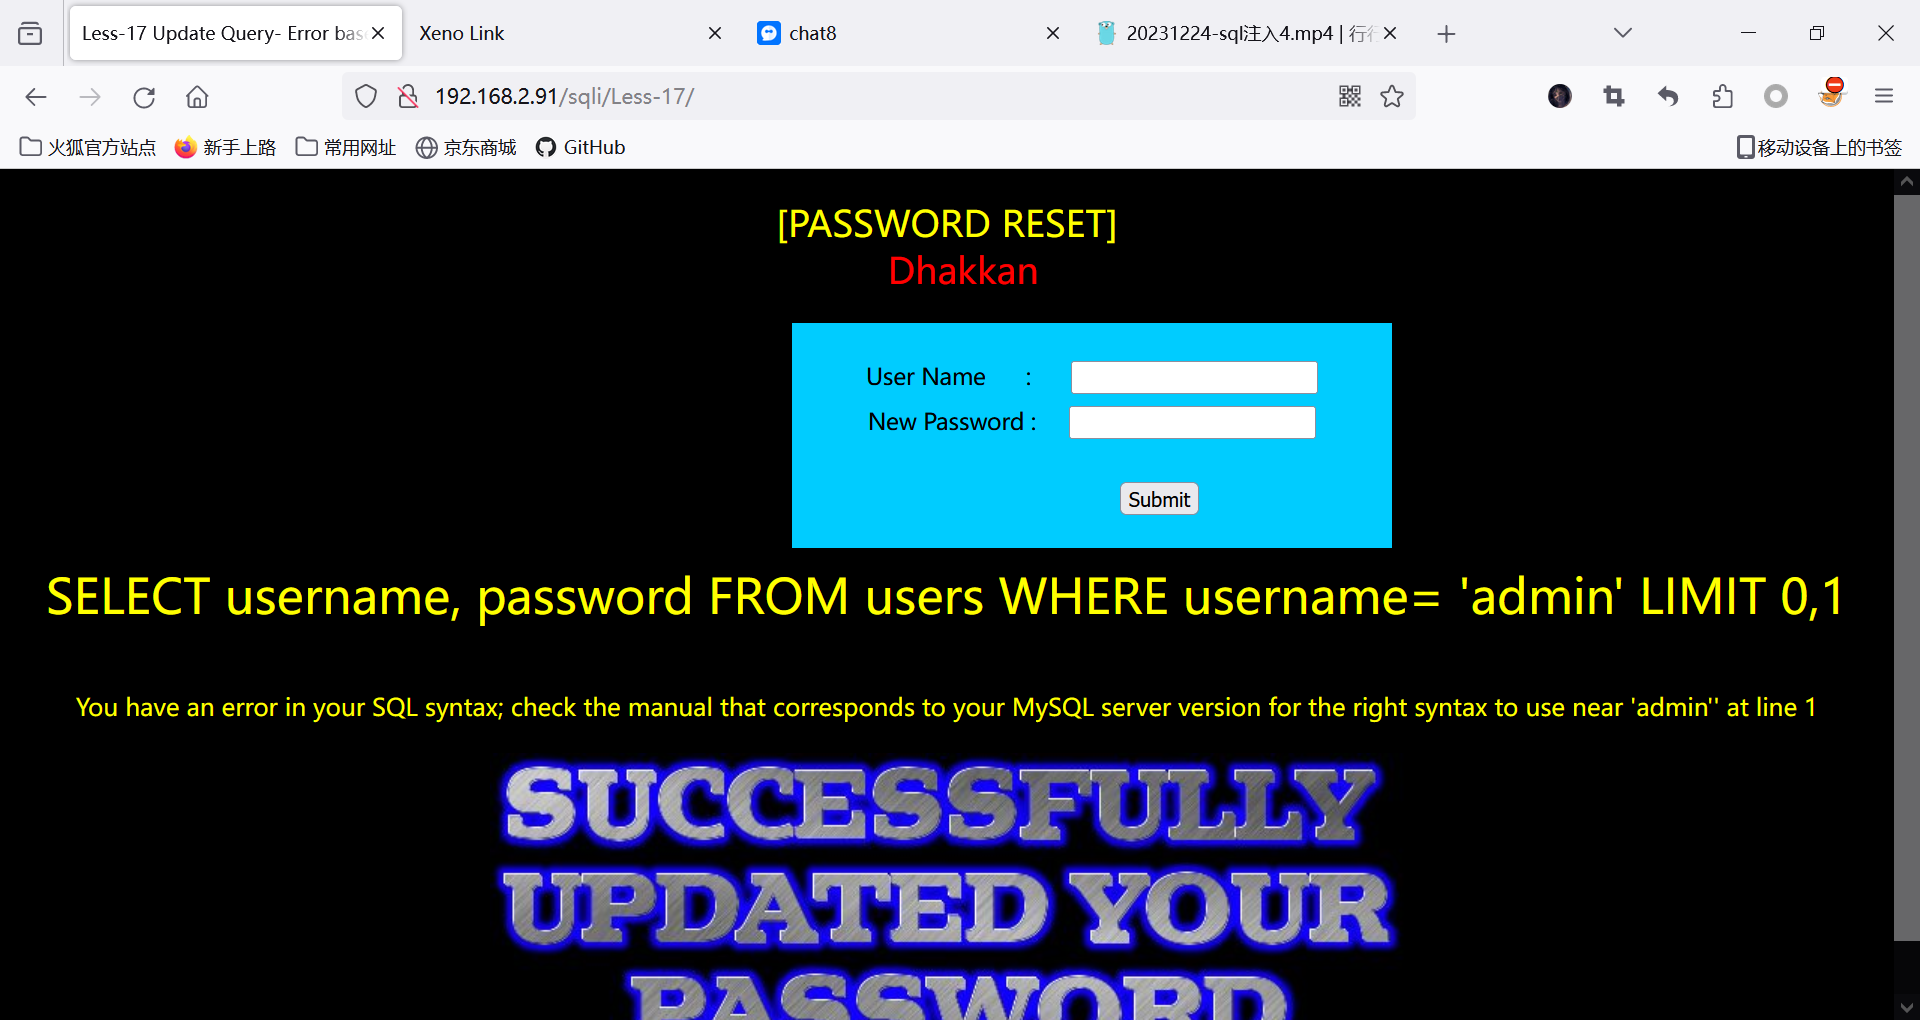 Less-17 Update Query- Error bas
Xeno Link
chat8
20231224-sql注入4.mp4 | 行行
192.168.2.91/sqli/Less-17/
火狐官方站点
新手上路
常用网址
京东商城
GitHub
移动设备上的书签
[PASSWORD RESET]
Dhakkan
User Name :
New Password :
Submit
SELECT username, password FROM users WHERE username= 'admin' LIMIT 0,1
You have an error in your SQL syntax; check the manual that corresponds to your MySQL server version for the right syntax to use near 'admin'' at line 1
SUCCESSFULLY
UPDATED YOUR
PASSWORD